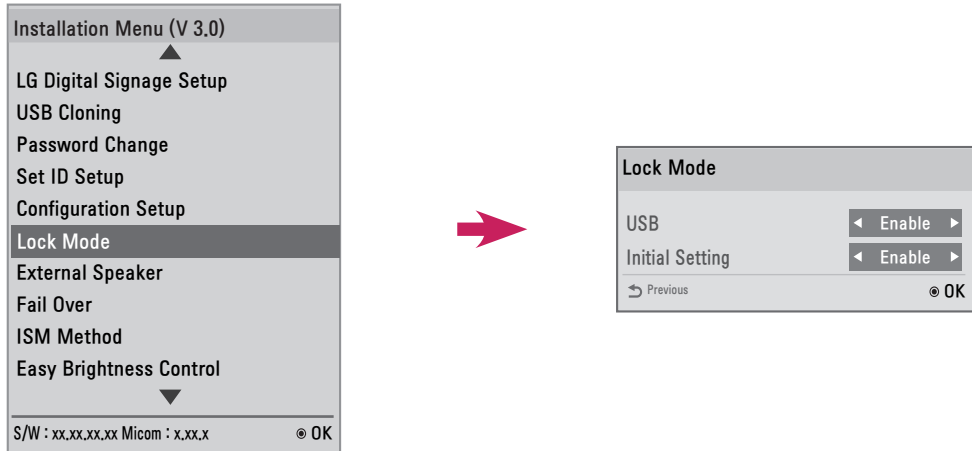 Installation Menu (V 3.0)
LG Digital Signage Setup
USB Cloning
Password Change
Set ID Setup
Configuration Setup
Lock Mode
External Speaker
Fail Over
ISM Method
Easy Brightness Control
S/W : xx.xx.xx.xx Micom : x.xx.x ◉ OK
Lock Mode
USB ◀ Enable ▶
Initial Setting ◀ Enable ▶
Previous ◉ OK